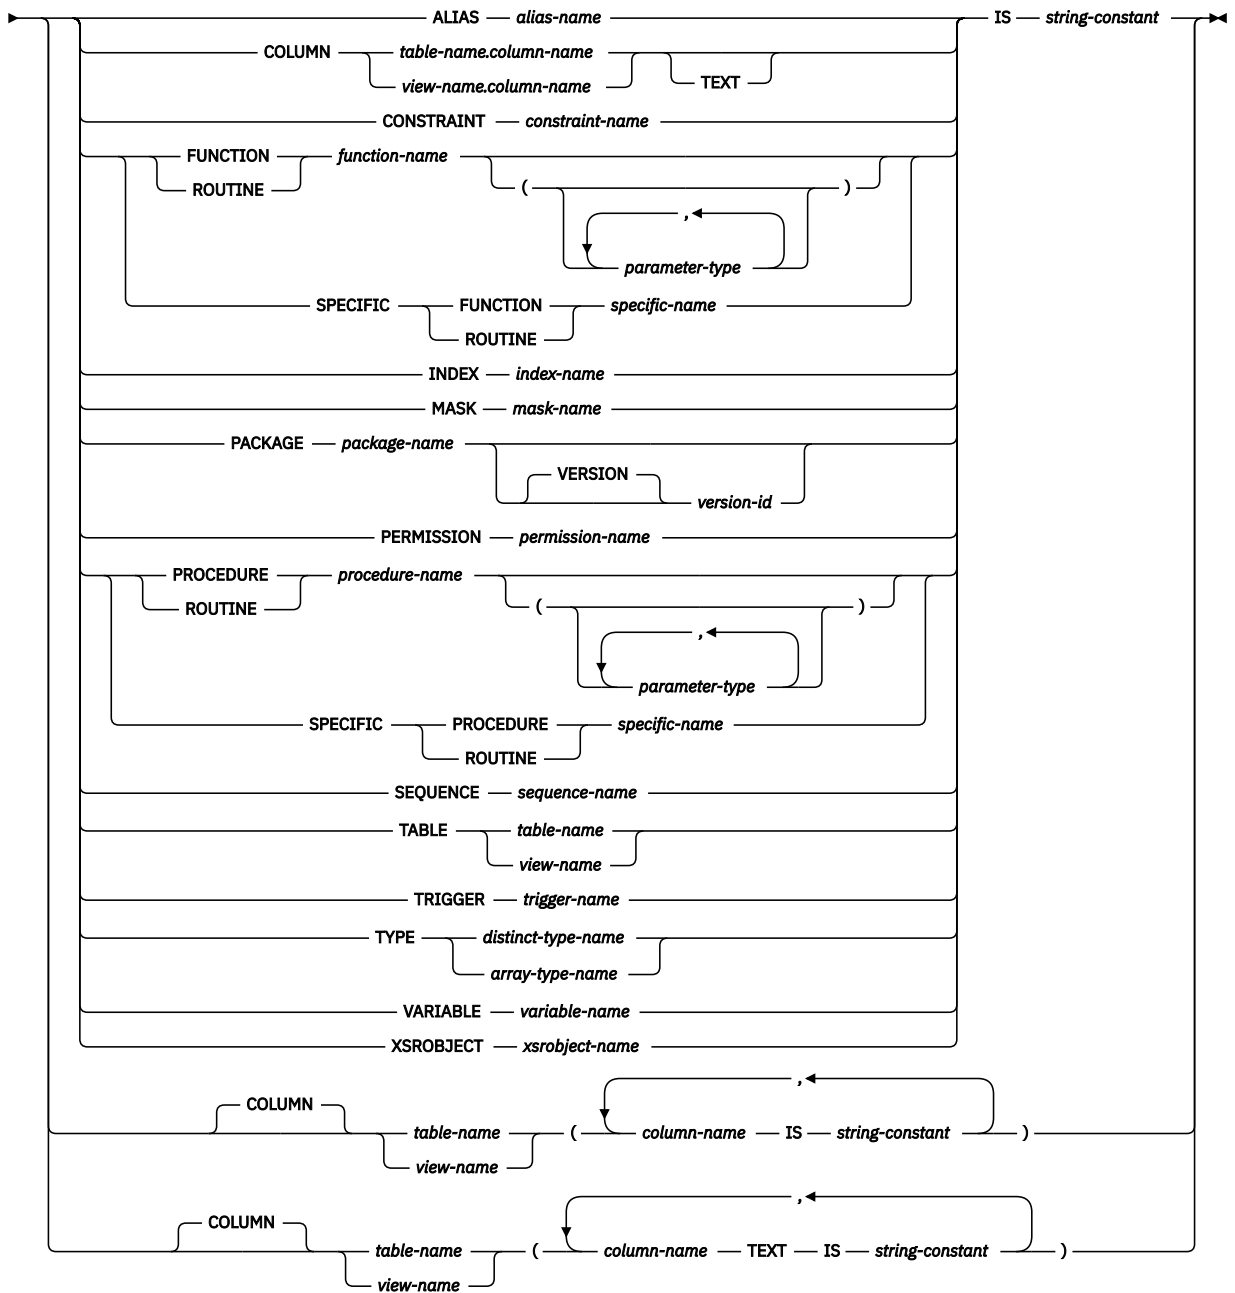 ALIAS alias-name IS string-constant
COLUMN table-name.column-name
view-name.column-name TEXT
CONSTRAINT constraint-name
FUNCTION function-name
ROUTINE ( )
,
parameter-type
SPECIFIC FUNCTION specific-name
ROUTINE
INDEX index-name
MASK mask-name
PACKAGE package-name
VERSION
version-id
PERMISSION permission-name
PROCEDURE procedure-name
ROUTINE ( )
,
parameter-type
SPECIFIC PROCEDURE specific-name
ROUTINE
SEQUENCE sequence-name
TABLE table-name
view-name
TRIGGER trigger-name
TYPE distinct-type-name
array-type-name
VARIABLE variable-name
XSROBJECT xsrobject-name
,
COLUMN
table-name ( column-name IS string-constant )
view-name
,
COLUMN
table-name ( column-name TEXT IS string-constant )
view-name